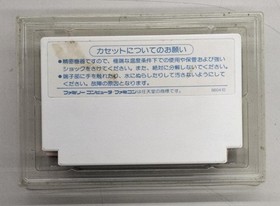 カセットについてのお願い
●精密機器ですので、極端な温度条件下での使用や保管および強い
ショックをさけてください。また、絶対に分解しないでください。
●端子部に手を触れたり、水にぬらしたりして汚さないようにして
ください。故障の原因となります。
ファミリー コンピュータ ファミコンは任天堂の商標です。